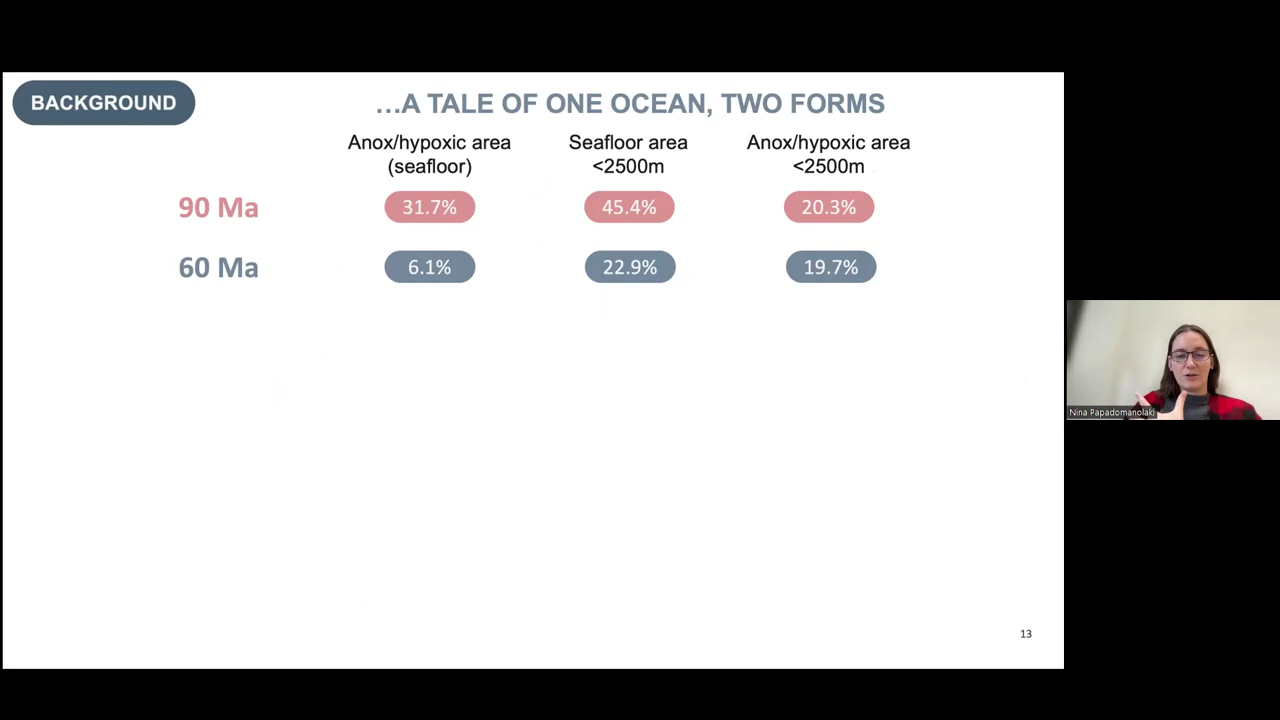 BACKGROUND
...A TALE OF ONE OCEAN, TWO FORMS
Anox/hypoxic area
(seafloor)
Seafloor area
<2500m
Anox/hypoxic area
<2500m
90 Ma
31.7%
45.4%
20.3%
60 Ma
6.1%
22.9%
19.7%
Nina Papadomanolaki
13